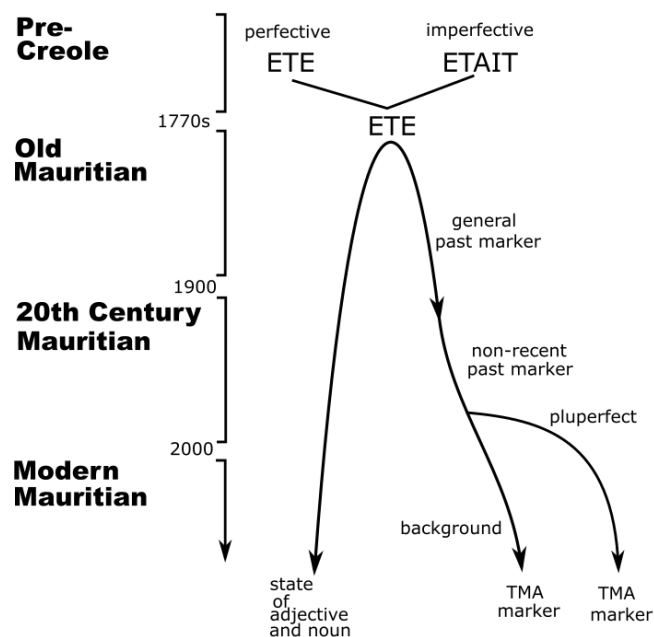 Pre-
Creole
perfective
imperfective
ETE
ETAIT
1770s
ETE
Old
Mauritian
general
past marker
1900
20th Century
Mauritian
non-recent
past marker
pluperfect
2000
Modern
Mauritian
background
state
of
adjective
and noun
TMA
marker
TMA
marker